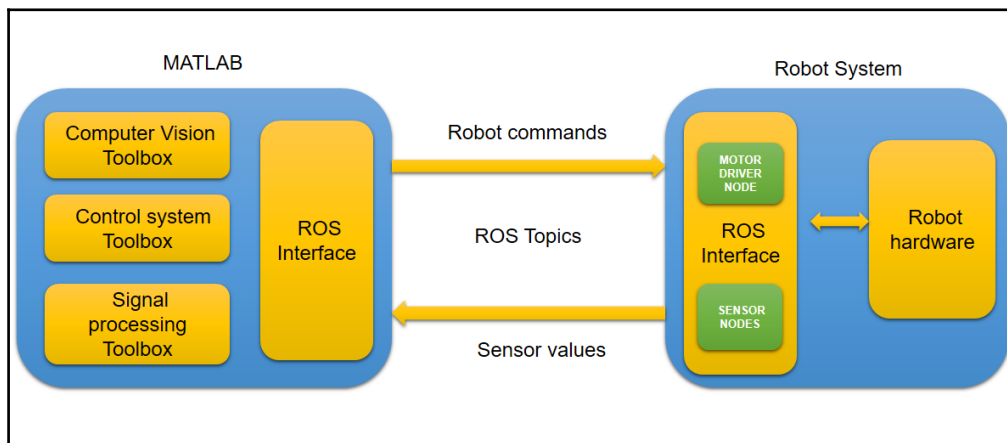 MATLAB
Computer Vision
Toolbox
Control system
Toolbox
Signal
processing
Toolbox
ROS
Interface
Robot commands
ROS Topics
Sensor values
Robot System
MOTOR
DRIVER
NODE
ROS
Interface
SENSOR
NODES
Robot
hardware